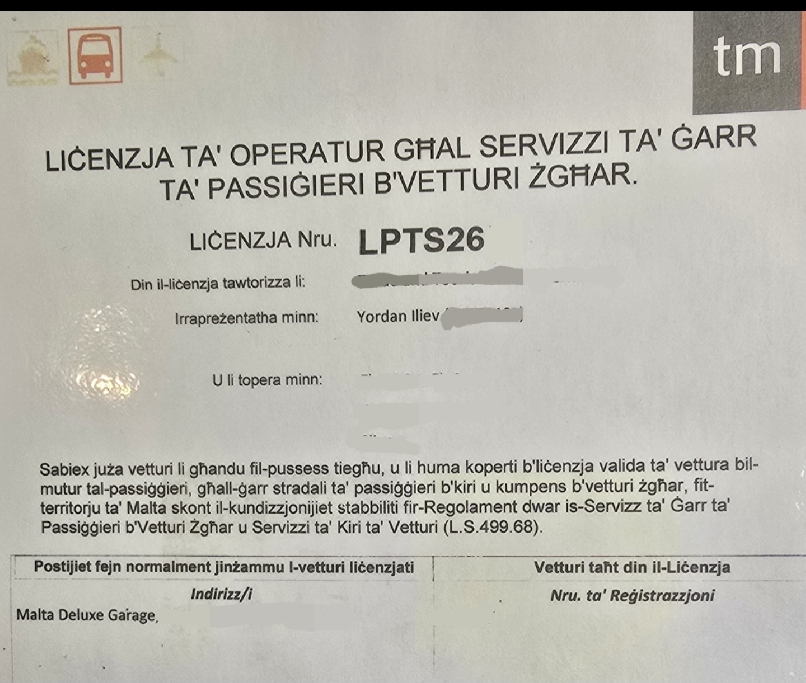 tm
LIĊENZJA TA' OPERATUR GĦAL SERVIZZI TA' ĠARR
TA' PASSIĠIERI B'VETTURI ŻGĦAR.
LIĊENZJA Nru. LPTS26
Din il-liċenzja tawtorizza li:
Irrapreżentatha minn: Yordan Iliev
U li topera minn:
Sabiex juża vetturi li għandu fil-pussess tiegħu, u li huma koperti b'liċenzja valida ta' vettura bil-
mutur tal-passiġġieri, għall-ġarr stradali ta' passiġġieri b'kiri u kumpens b'vetturi żgħar, fit-
territorju ta' Malta skont il-kundizzjonijiet stabbiliti fir-Regolament dwar is-Servizz ta' Ġarr ta'
Passiġġieri b'Vetturi Żgħar u Servizzi ta' Kiri ta' Vetturi (L.S.499.68).
Postijiet fejn normalment jinżammu l-vetturi liċenzjati
Indirizz/i
Malta Deluxe Garage,
Vetturi taħt din il-Liċenzja
Nru. ta' Reġistrazzjoni